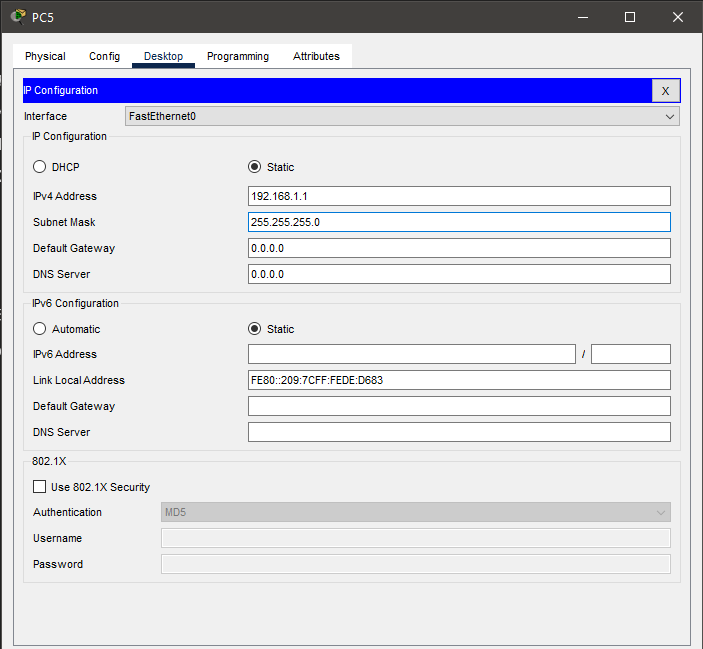 PC5
Physical Config Desktop Programming Attributes
IP Configuration X
Interface FastEthernet0
IP Configuration
DHCP Static
IPv4 Address 192.168.1.1
Subnet Mask 255.255.255.0
Default Gateway 0.0.0.0
DNS Server 0.0.0.0
IPv6 Configuration
Automatic Static
IPv6 Address /
Link Local Address FE80::209:7CFF:FEDE:D683
Default Gateway
DNS Server
802.1X
Use 802.1X Security
Authentication MD5
Username
Password